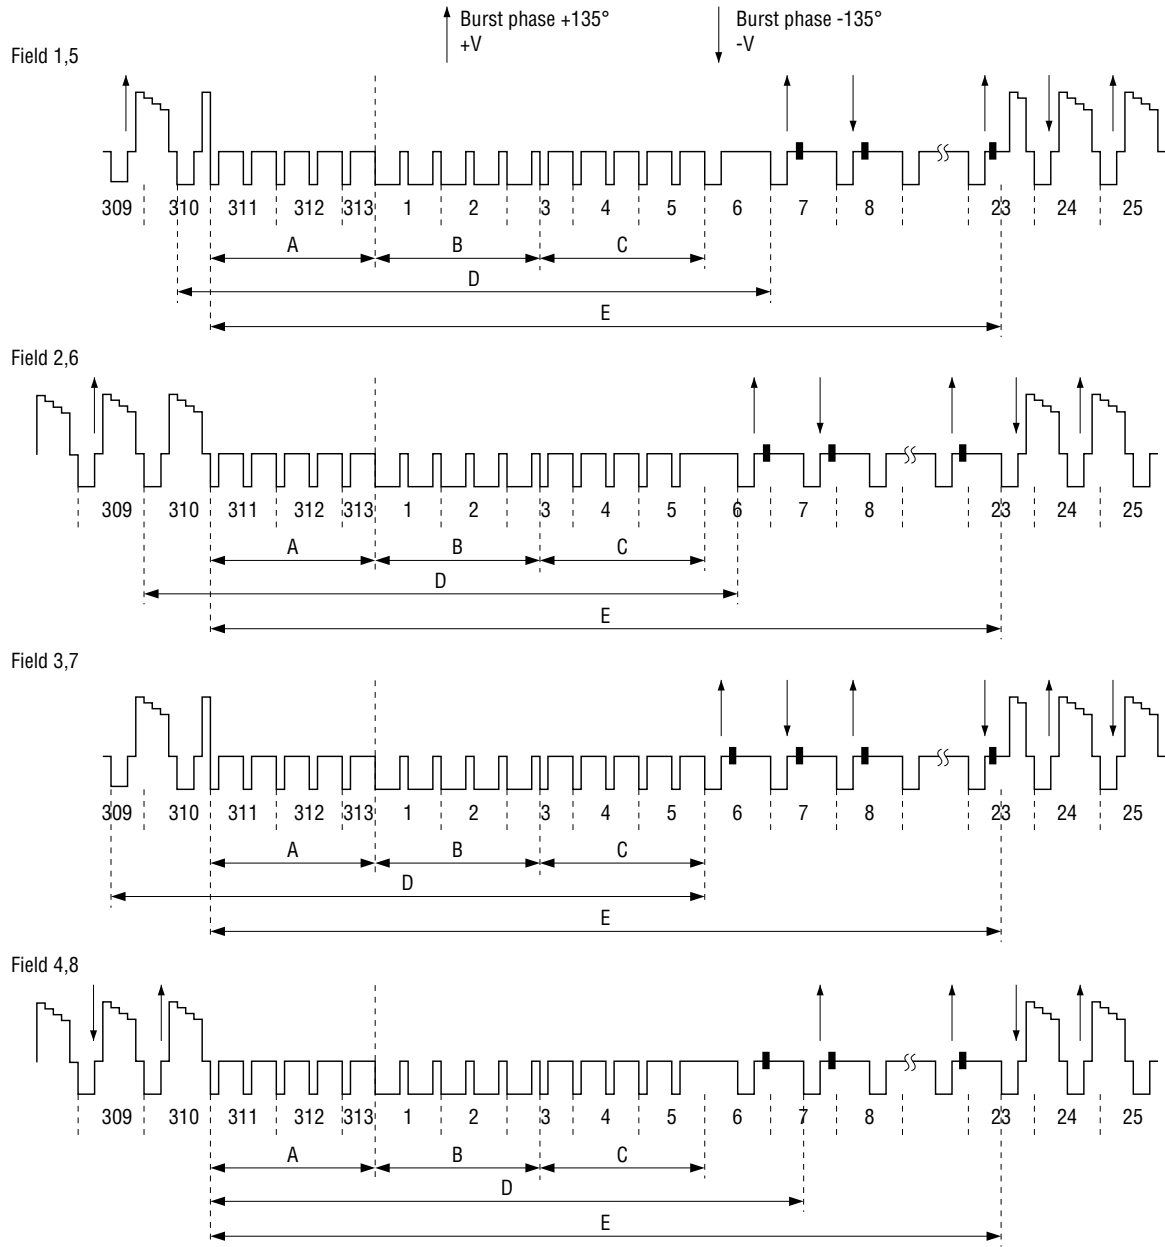 Burst phase +135°
+V
Burst phase -135°
-V
Field 1,5
309 310 311 312 313 1 2 3 4 5 6 7 8 23 24 25
A B C
D
E
Field 2,6
309 310 311 312 313 1 2 3 4 5 6 7 8 23 24 25
A B C
D
E
Field 3,7
309 310 311 312 313 1 2 3 4 5 6 7 8 23 24 25
A B C
D
E
Field 4,8
309 310 311 312 313 1 2 3 4 5 6 7 8 23 24 25
A B C
D
E